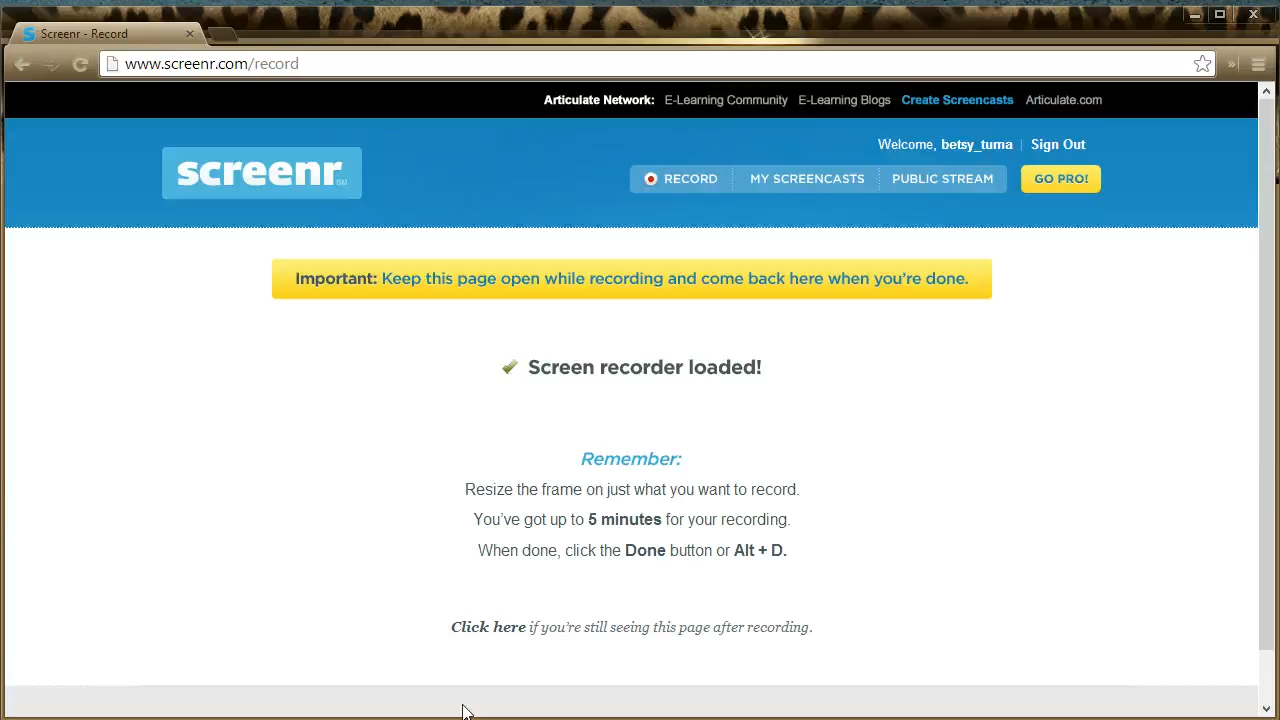 Screenr - Record
www.screenr.com/record
Articulate Network: E-Learning Community E-Learning Blogs Create Screencasts Articulate.com
Welcome, betsy_tuma | Sign Out
screenr SM
RECORD MY SCREENCASTS PUBLIC STREAM GO PRO!
Important: Keep this page open while recording and come back here when you're done.
Screen recorder loaded!
Remember:
Resize the frame on just what you want to record.
You've got up to 5 minutes for your recording.
When done, click the Done button or Alt + D.
Click here if you're still seeing this page after recording.